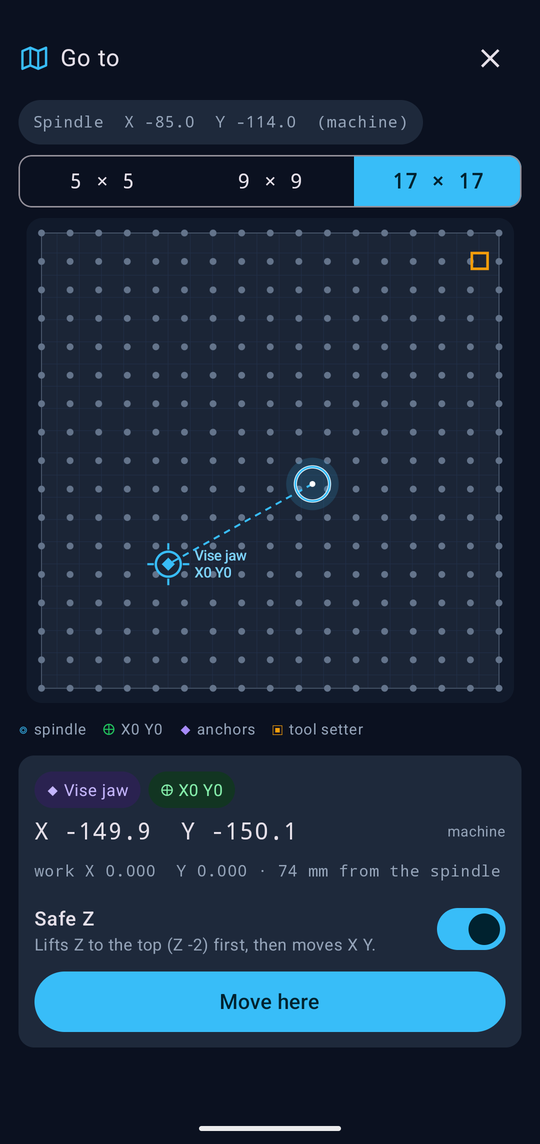 Go to
Spindle X -85.0 Y -114.0 (machine)
5 × 5 9 × 9 17 × 17
Vise jaw
X0 Y0
spindle X0 Y0 anchors tool setter
Vise jaw X0 Y0
X -149.9 Y -150.1 machine
work X 0.000 Y 0.000 · 74 mm from the spindle
Safe Z
Lifts Z to the top (Z -2) first, then moves X Y.
Move here